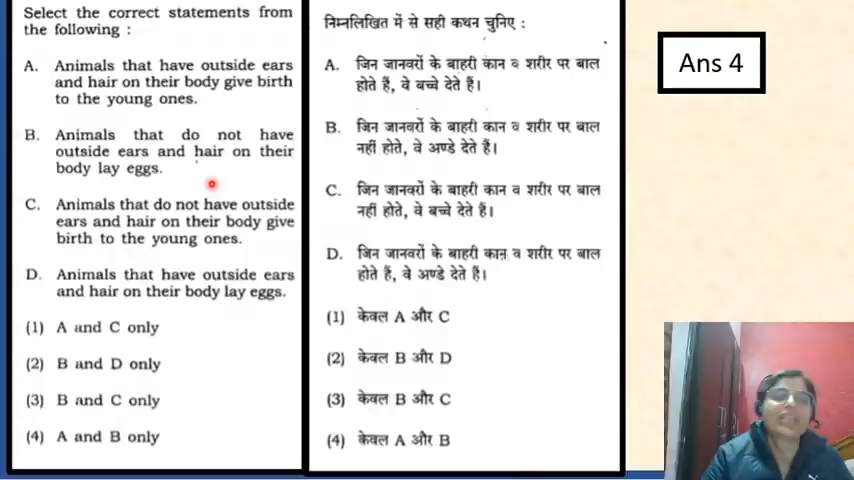 Select the correct statements from
the following :
A. Animals that have outside ears
and hair on their body give birth
to the young ones.
B. Animals that do not have
outside ears and hair on their
body lay eggs.
C. Animals that do not have outside
ears and hair on their body give
birth to the young ones.
D. Animals that have outside ears
and hair on their body lay eggs.
(1) A and C only
(2) B and D only
(3) B and C only
(4) A and B only
निम्नलिखित में से सही कथन चुनिए :
A. जिन जानवरों के बाहरी कान व शरीर पर बाल
होते हैं, वे बच्चे देते हैं।
B. जिन जानवरों के बाहरी कान व शरीर पर बाल
नहीं होते, वे अण्डे देते हैं।
C. जिन जानवरों के बाहरी कान व शरीर पर बाल
नहीं होते, वे बच्चे देते हैं।
D. जिन जानवरों के बाहरी कान व शरीर पर बाल
होते हैं, वे अण्डे देते हैं।
(1) केवल A और C
(2) केवल B और D
(3) केवल B और C
(4) केवल A और B
Ans 4